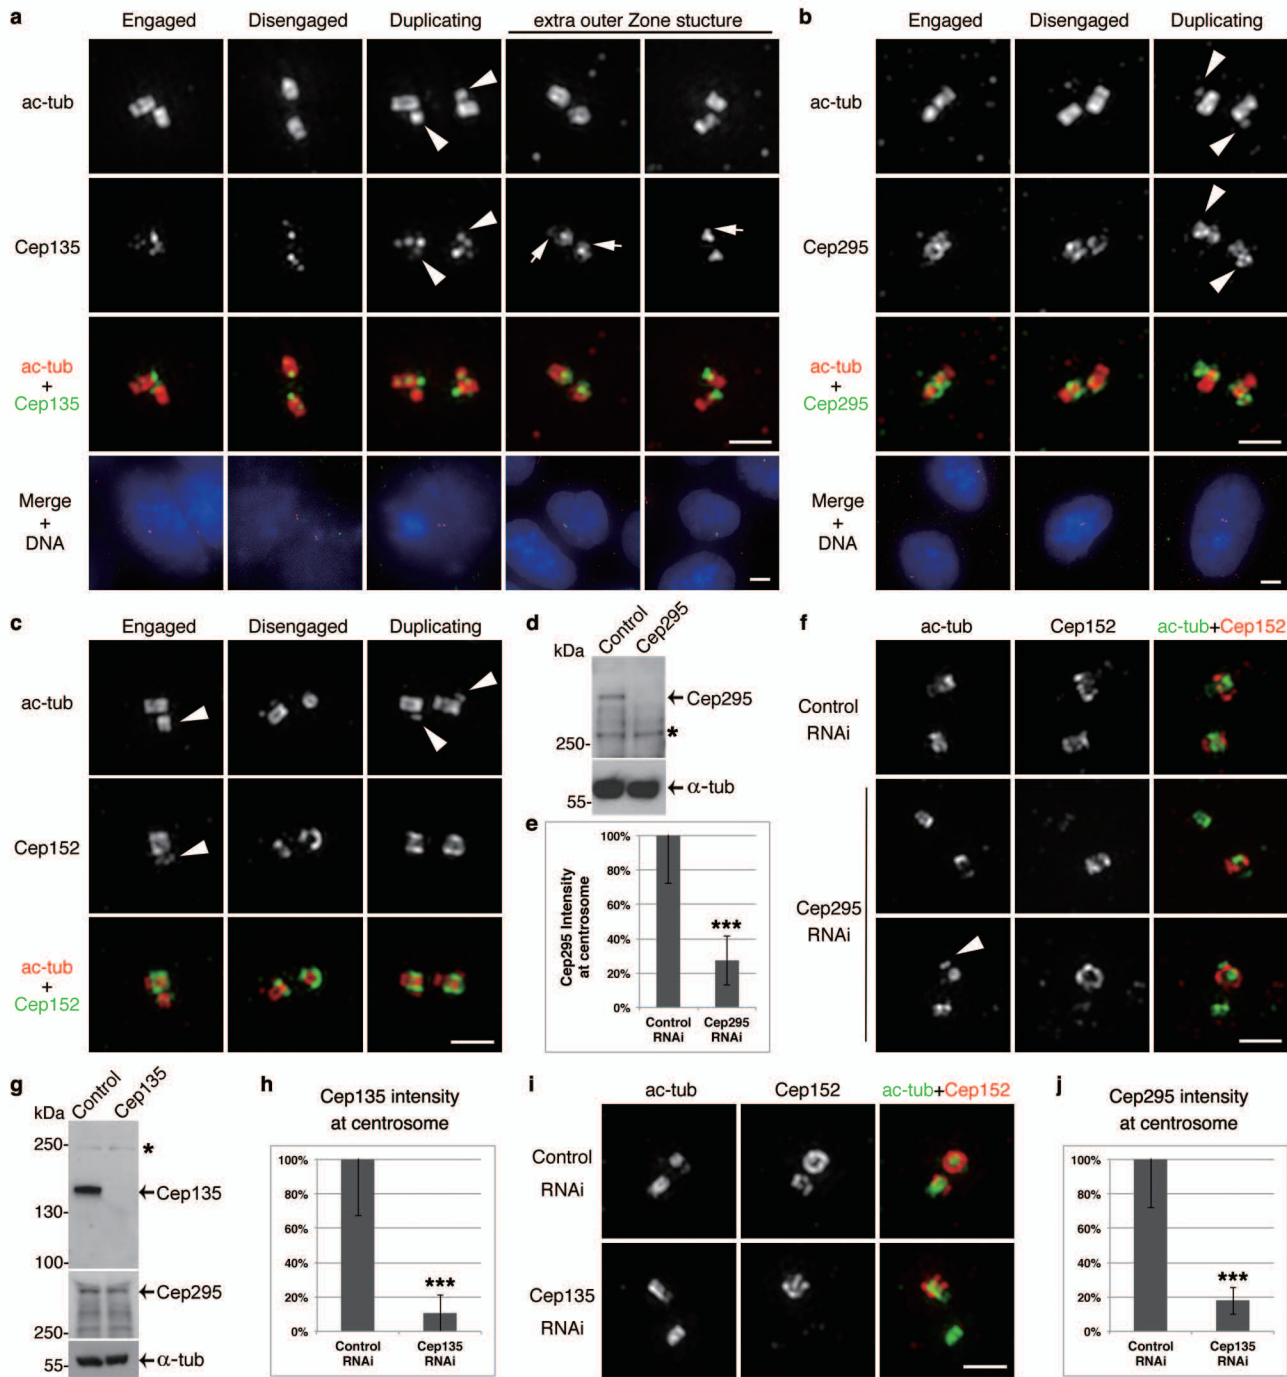 a
Engaged Disengaged Duplicating extra outer Zone stucture
ac-tub
Cep135
ac-tub
+
Cep135
Merge
+
DNA
b
Engaged Disengaged Duplicating
ac-tub
Cep295
ac-tub
+
Cep295
Merge
+
DNA
c
Engaged Disengaged Duplicating
ac-tub
Cep152
ac-tub
+
Cep152
d
kDa Control Cep295
Cep295
*
250-
α-tub
55-
e
Cep295 Intensity
at centrosome
100%
80%
60%
40%
20%
0%
***
Control
RNAi
Cep295
RNAi
f
ac-tub Cep152 ac-tub+Cep152
Control
RNAi
Cep295
RNAi
g
kDa Control Cep135
250-
*
Cep135
130-
100-
Cep295
250-
α-tub
55-
h
Cep135 intensity
at centrosome
100%
80%
60%
40%
20%
0%
***
Control
RNAi
Cep135
RNAi
i
ac-tub Cep152 ac-tub+Cep152
Control
RNAi
Cep135
RNAi
j
Cep295 intensity
at centrosome
100%
80%
60%
40%
20%
0%
***
Control
RNAi
Cep135
RNAi